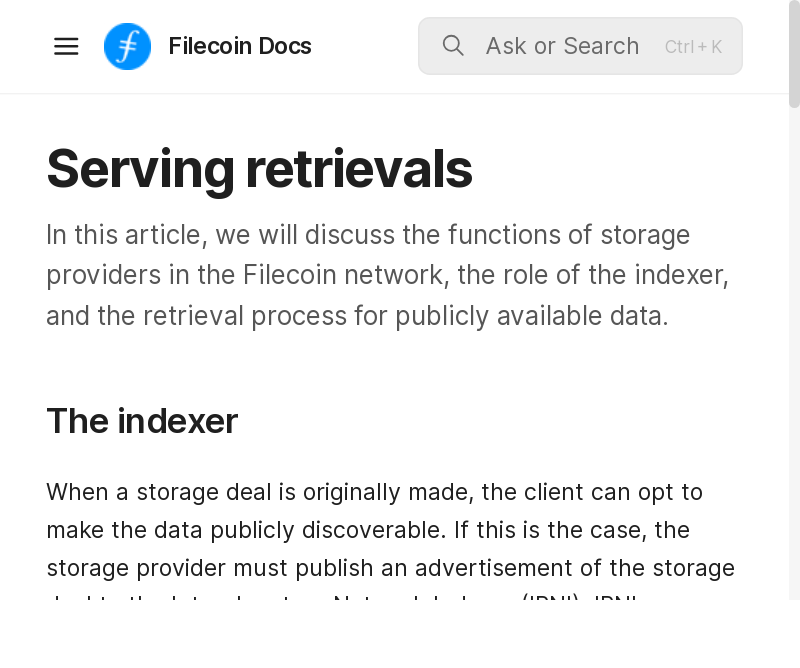 Filecoin Docs
Ask or Search Ctrl + K
Serving retrievals
In this article, we will discuss the functions of storage
providers in the Filecoin network, the role of the indexer,
and the retrieval process for publicly available data.
The indexer
When a storage deal is originally made, the client can opt to
make the data publicly discoverable. If this is the case, the
storage provider must publish an advertisement of the storage